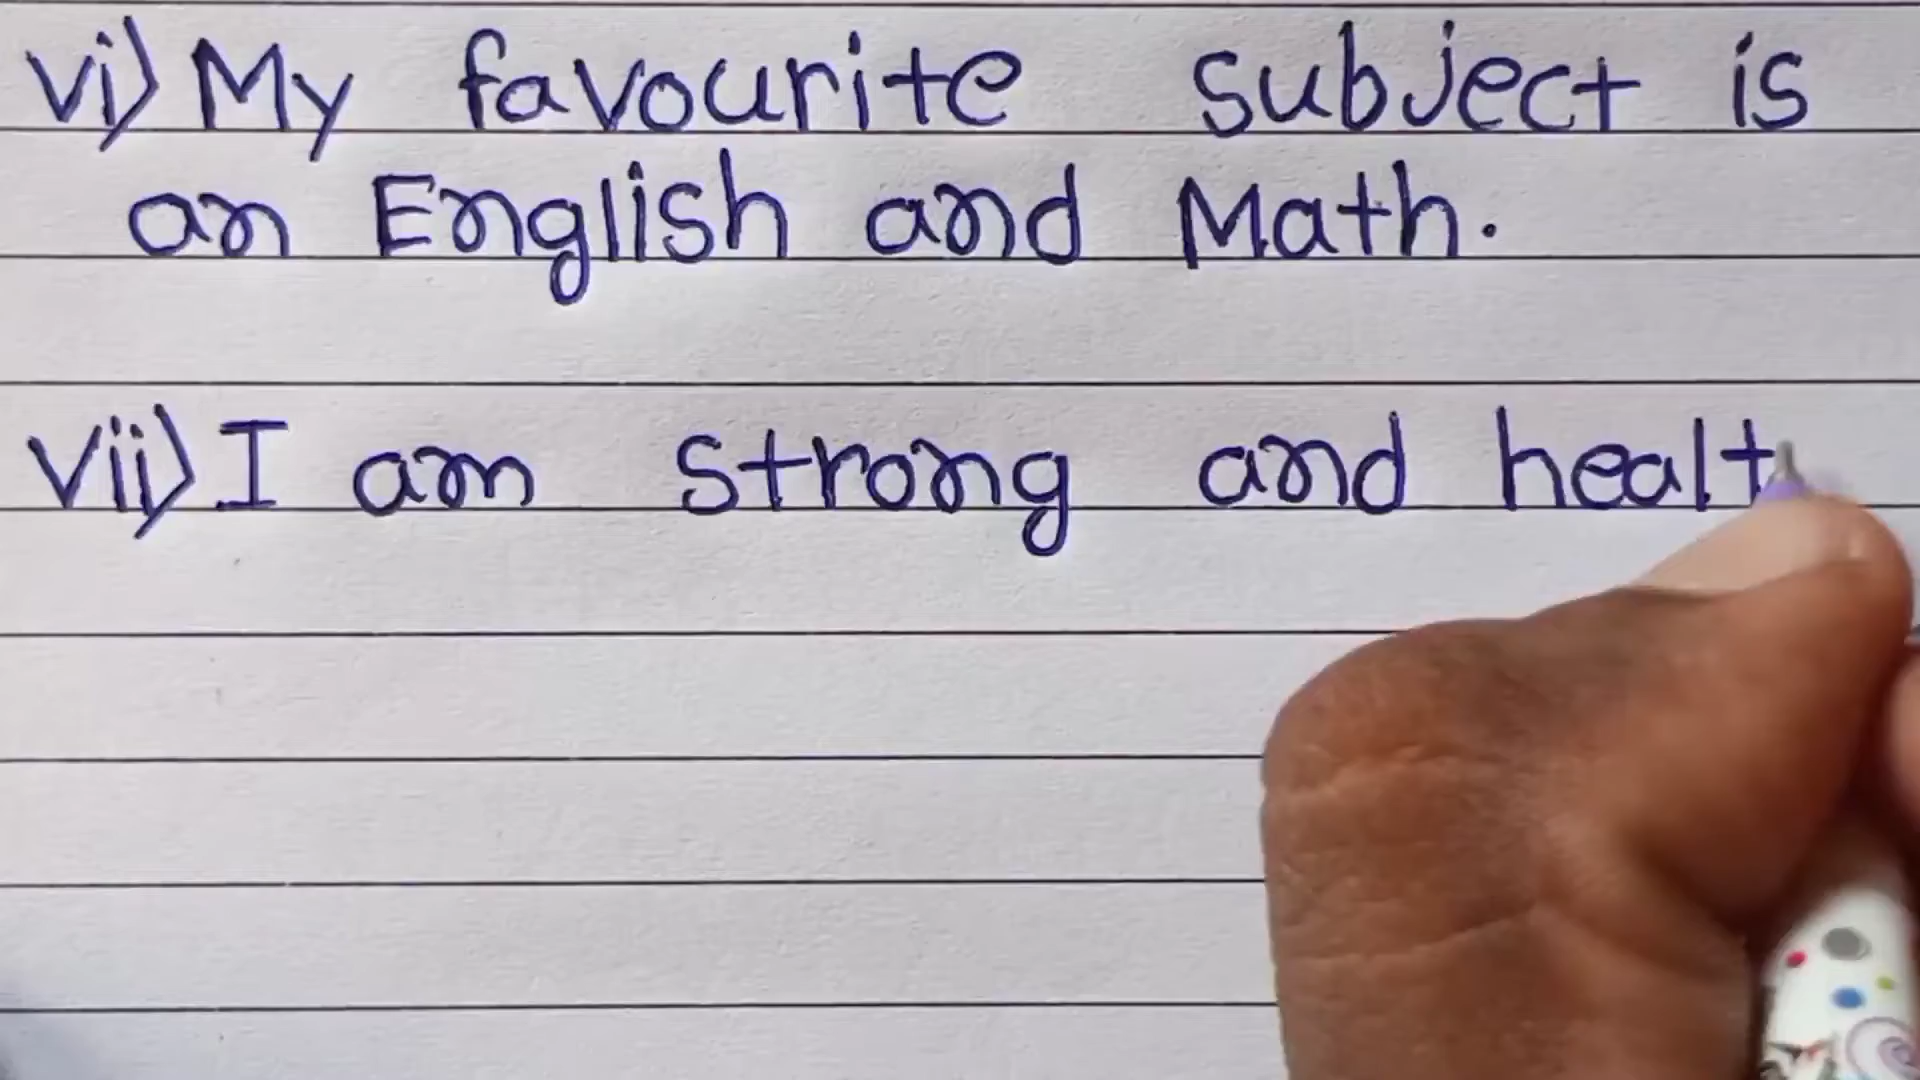 vi) My favourite subject is
an English and Math.
vii) I am strong and healt